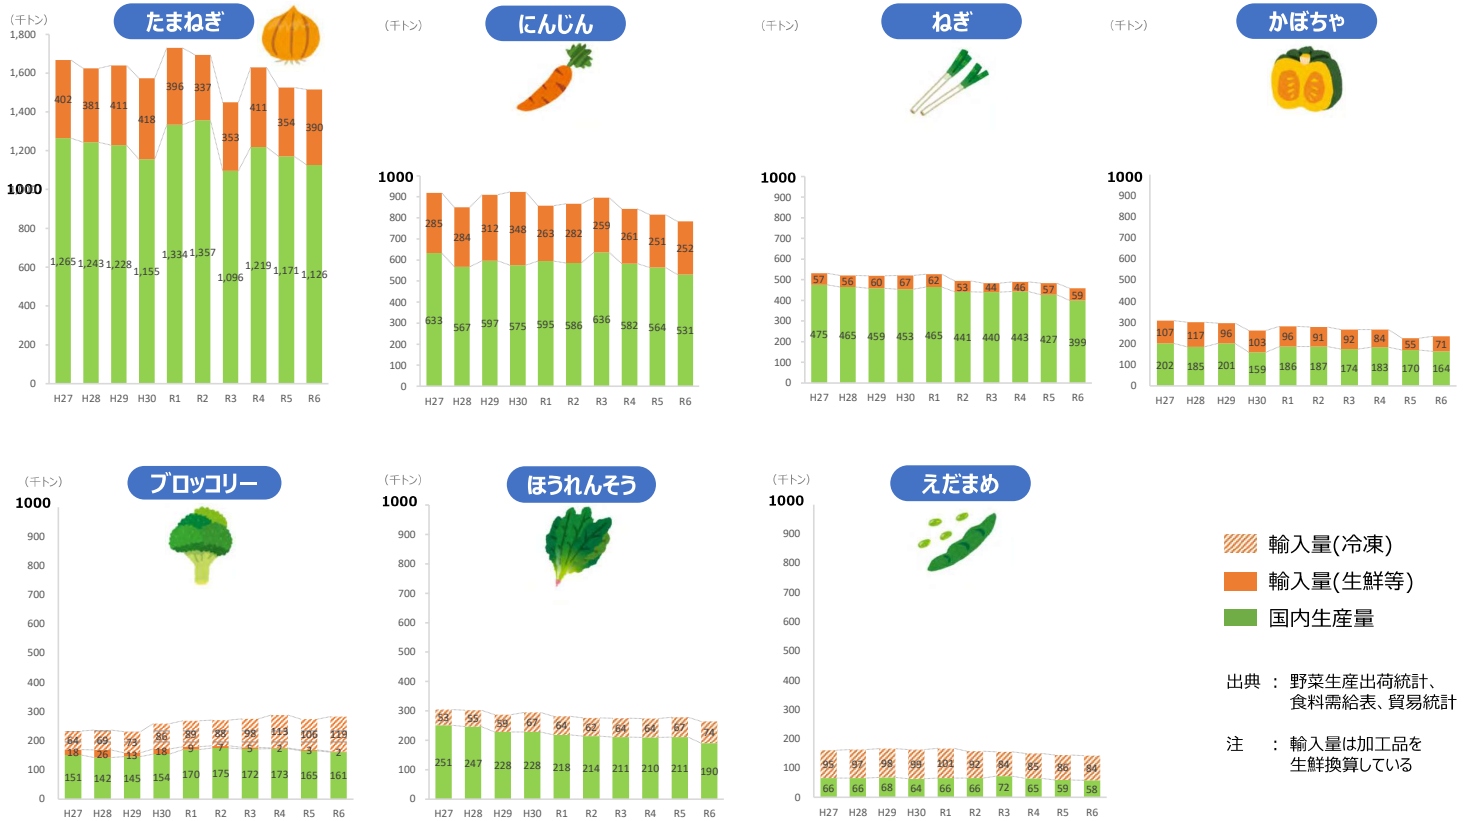 たまねぎ
(千トン)
1,800
1,600
1,400
1,200
1000
800
600
400
200
0
402 381 411 418 396 337 353 411 354 390
1,265 1,243 1,228 1,155 1,334 1,357 1,096 1,219 1,171 1,126
H27 H28 H29 H30 R1 R2 R3 R4 R5 R6
にんじん
(千トン)
1000
900
800
700
600
500
400
300
200
100
0
285 284 312 348 263 282 259 261 251 252
633 567 597 575 595 586 636 582 564 531
H27 H28 H29 H30 R1 R2 R3 R4 R5 R6
ねぎ
(千トン)
1000
900
800
700
600
500
400
300
200
100
0
57 56 60 67 62 53 44 46 57 59
475 465 459 453 465 441 440 443 427 399
H27 H28 H29 H30 R1 R2 R3 R4 R5 R6
かぼちゃ
(千トン)
1000
900
800
700
600
500
400
300
200
100
0
107 117 96 103 96 91 92 84 55 71
202 185 201 159 186 187 174 183 170 164
H27 H28 H29 H30 R1 R2 R3 R4 R5 R6
ブロッコリー
(千トン)
1000
900
800
700
600
500
400
300
200
100
0
64 69 73 86 89 88 98 113 106 119
18 26 13 18 9 7 5 2 3 2
151 142 145 154 170 175 172 173 165 161
H27 H28 H29 H30 R1 R2 R3 R4 R5 R6
ほうれんそう
(千トン)
1000
900
800
700
600
500
400
300
200
100
0
53 55 59 67 64 62 64 64 67 74
251 247 228 228 218 214 211 210 211 190
H27 H28 H29 H30 R1 R2 R3 R4 R5 R6
えだまめ
(千トン)
1000
900
800
700
600
500
400
300
200
100
0
95 97 98 99 101 92 84 85 86 84
66 66 68 64 66 66 72 65 59 58
H27 H28 H29 H30 R1 R2 R3 R4 R5 R6
輸入量(冷凍)
輸入量(生鮮等)
国内生産量
出典 : 野菜生産出荷統計、
食料需給表、貿易統計
注 : 輸入量は加工品を
生鮮換算している